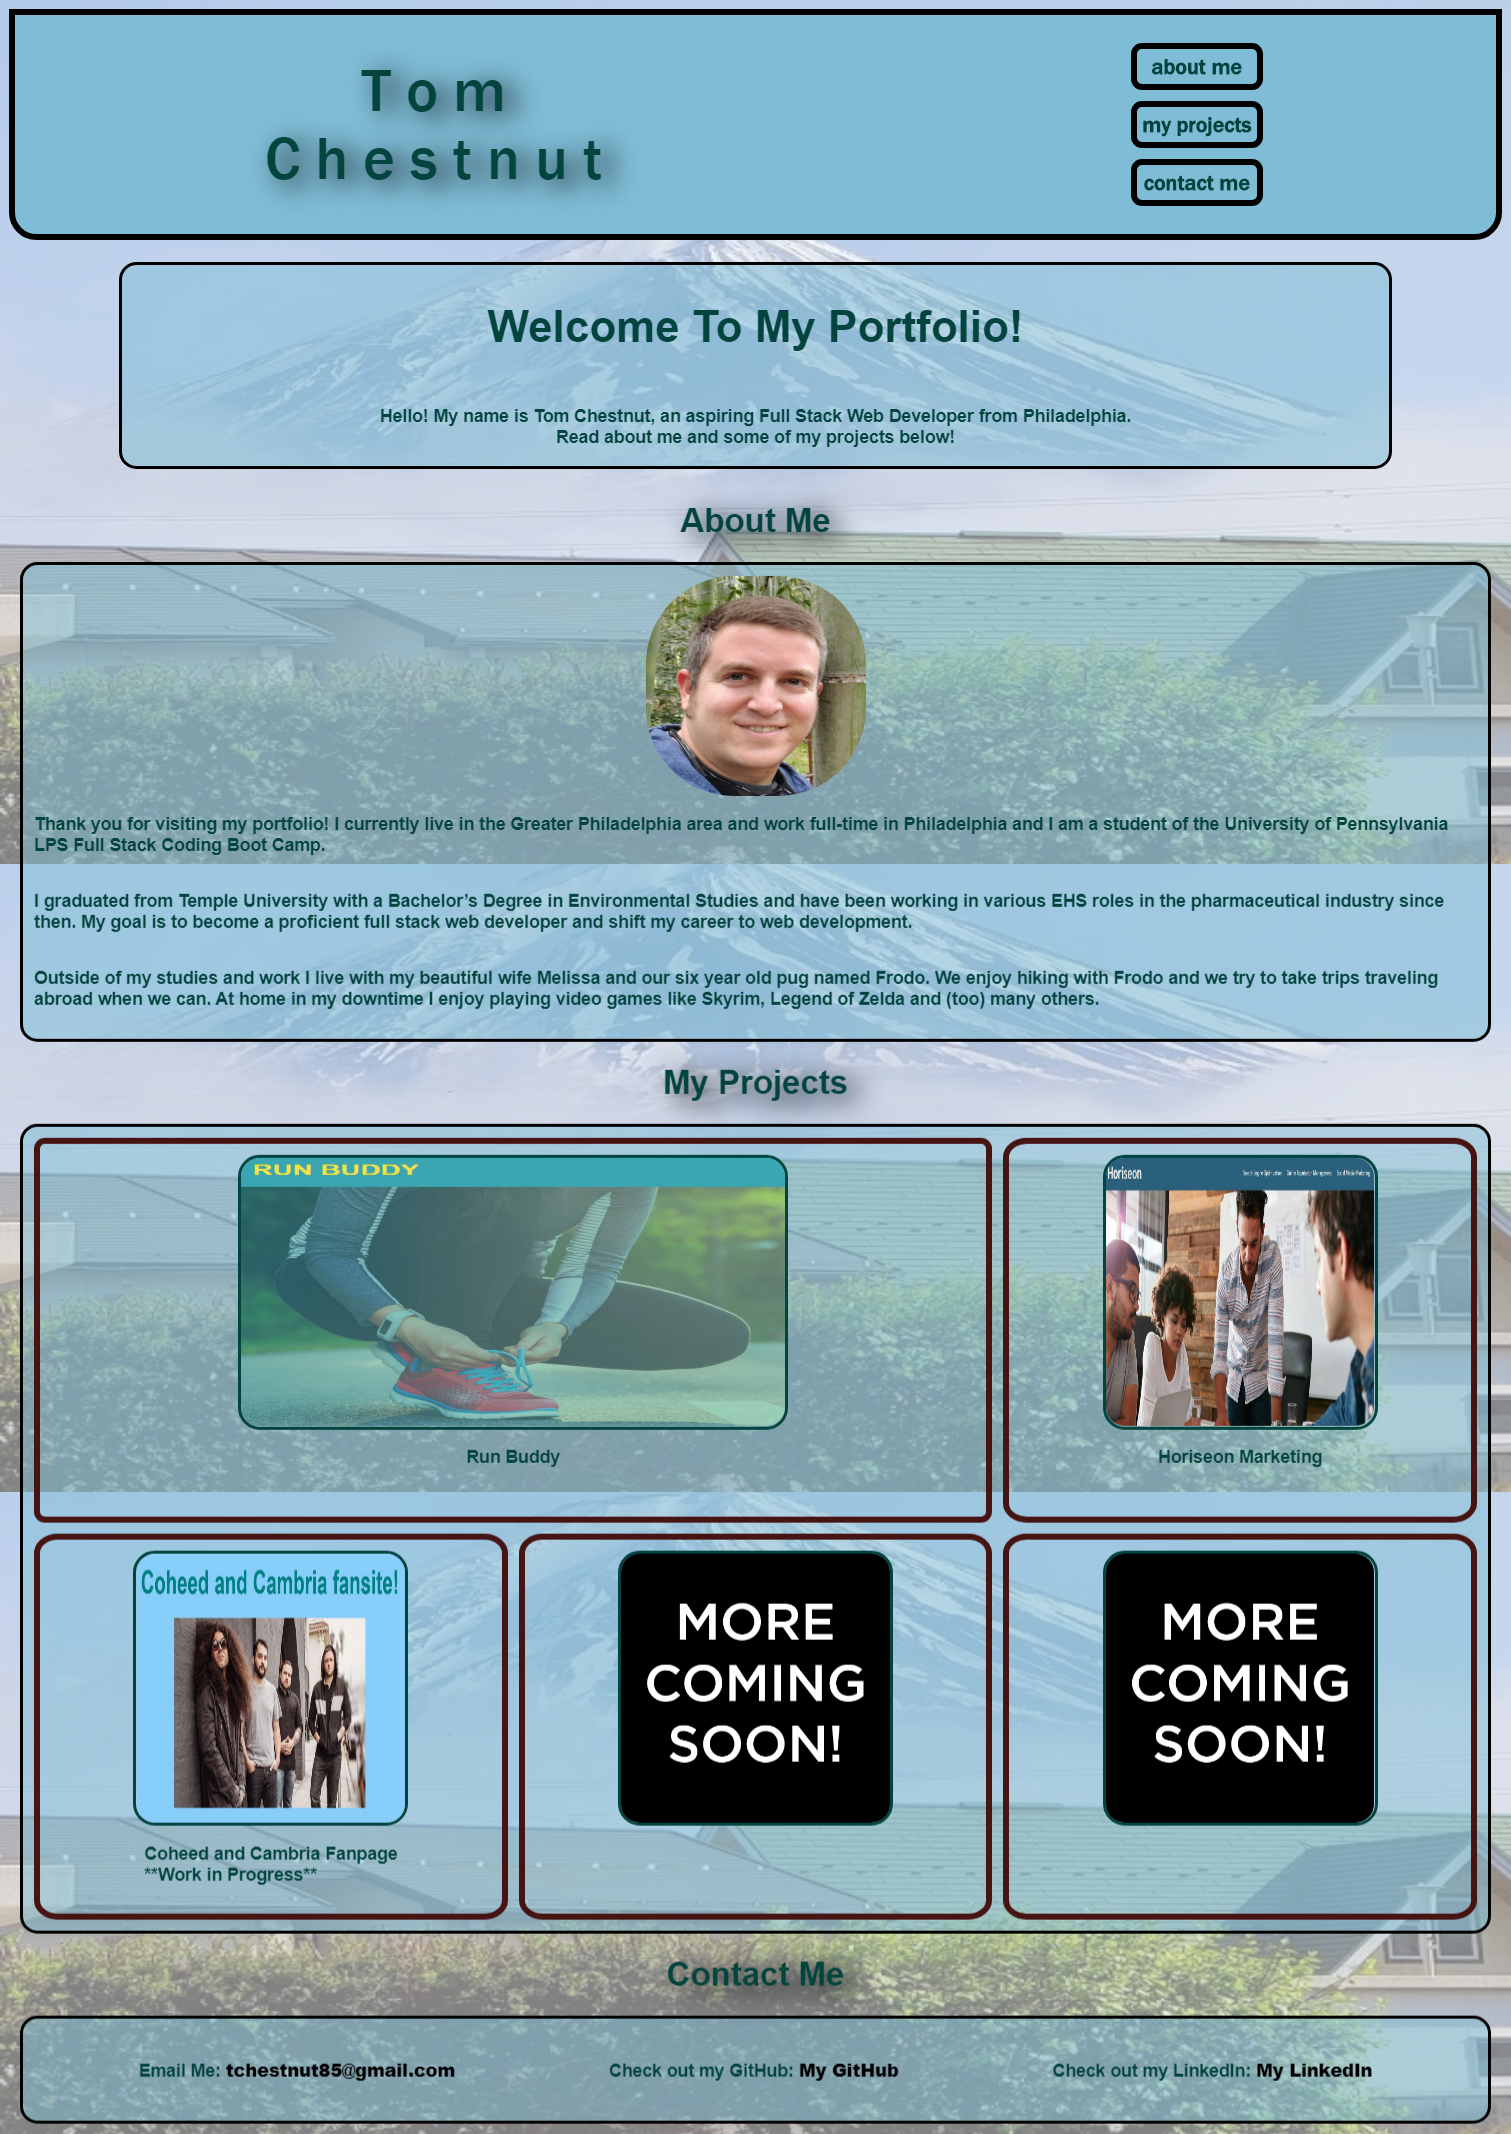 Tom
Chestnut
about me
my projects
contact me
Welcome To My Portfolio!
Hello! My name is Tom Chestnut, an aspiring Full Stack Web Developer from Philadelphia.
Read about me and some of my projects below!
About Me
Thank you for visiting my portfolio! I currently live in the Greater Philadelphia area and work full-time in Philadelphia and I am a student of the University of Pennsylvania
LPS Full Stack Coding Boot Camp.
I graduated from Temple University with a Bachelor’s Degree in Environmental Studies and have been working in various EHS roles in the pharmaceutical industry since
then. My goal is to become a proficient full stack web developer and shift my career to web development.
Outside of my studies and work I live with my beautiful wife Melissa and our six year old pug named Frodo. We enjoy hiking with Frodo and we try to take trips traveling
abroad when we can. At home in my downtime I enjoy playing video games like Skyrim, Legend of Zelda and (too) many others.
My Projects
RUN BUDDY
Run Buddy
Horiseon
Search Engine Optimization Online Reputation Management Social Media Marketing
Horiseon Marketing
Coheed and Cambria fansite!
Coheed and Cambria Fanpage
**Work in Progress**
MORE
COMING
SOON!
MORE
COMING
SOON!
Contact Me
Email Me: tchestnut85@gmail.com
Check out my GitHub: My GitHub
Check out my LinkedIn: My LinkedIn